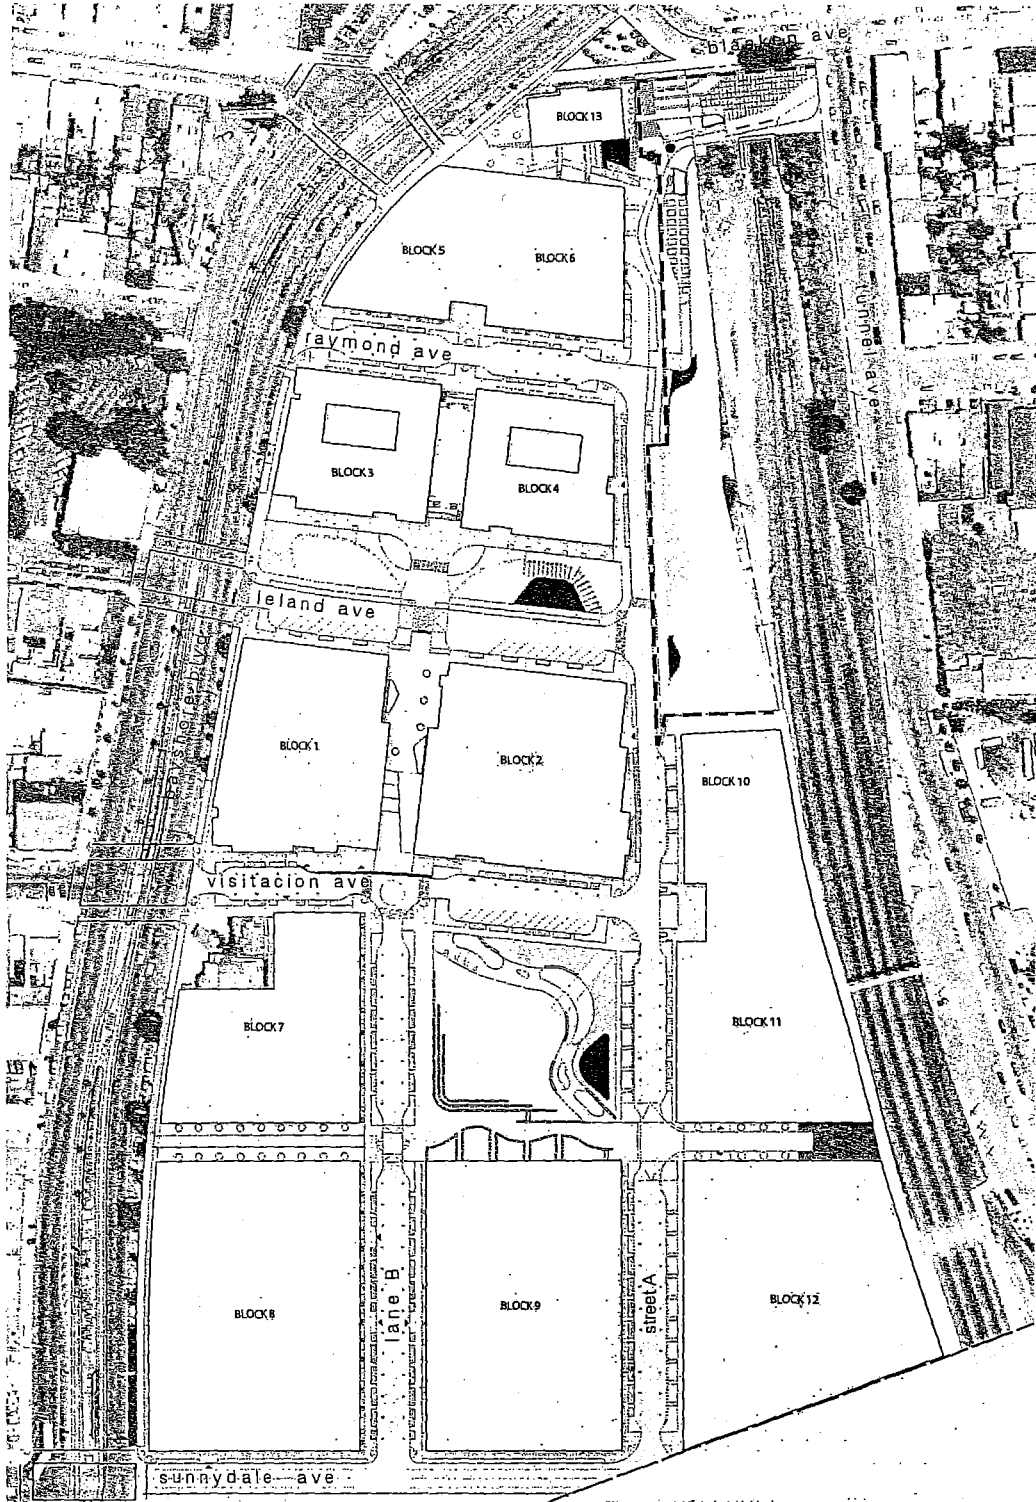 blanken ave
BLOCK 13
BLOCK 5
BLOCK 6
tunnel ave
raymond ave
BLOCK 3
BLOCK 4
leland ave
bayshore blvd
BLOCK 1
BLOCK 2
BLOCK 10
visitacion ave
BLOCK 7
BLOCK 11
BLOCK 8
lane B
BLOCK 9
street A
BLOCK 12
sunnydale ave